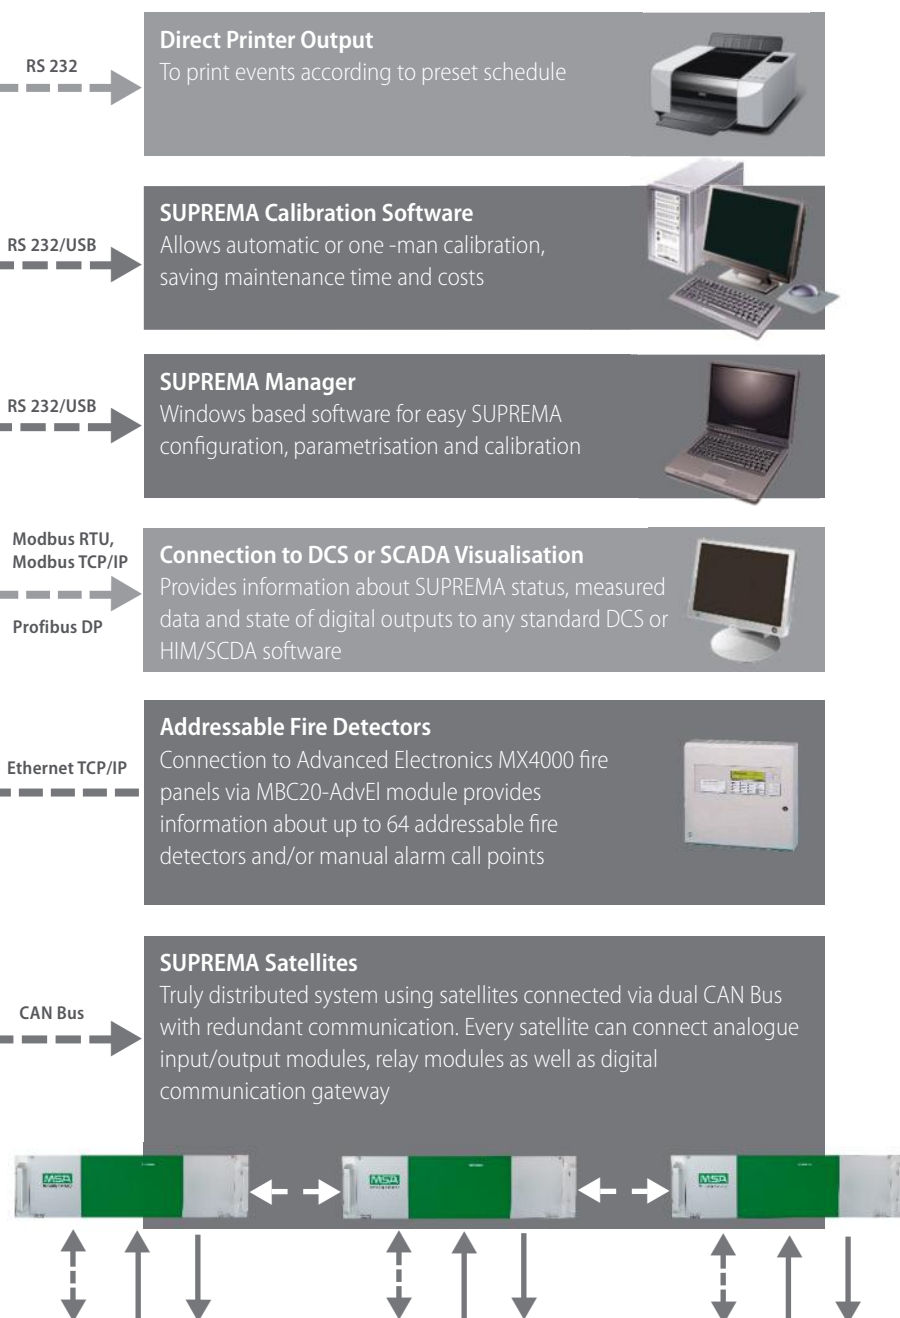 Direct Printer Output
RS 232
To print events according to preset schedule
SUPREMA Calibration Software
RS 232/USB
Allows automatic or one -man calibration,
saving maintenance time and costs
SUPREMA Manager
RS 232/USB
Windows based software for easy SUPREMA
configuration, parametrisation and calibration
Modbus RTU,
Modbus TCP/IP
Profibus DP
Connection to DCS or SCADA Visualisation
Provides information about SUPREMA status, measured
data and state of digital outputs to any standard DCS or
HIM/SCDA software
Addressable Fire Detectors
Ethernet TCP/IP
Connection to Advanced Electronics MX4000 fire
panels via MBC20-AdvEl module provides
information about up to 64 addressable fire
detectors and/or manual alarm call points
SUPREMA Satellites
CAN Bus
Truly distributed system using satellites connected via dual CAN Bus
with redundant communication. Every satellite can connect analogue
input/output modules, relay modules as well as digital
communication gateway
MSA
MSA
MSA